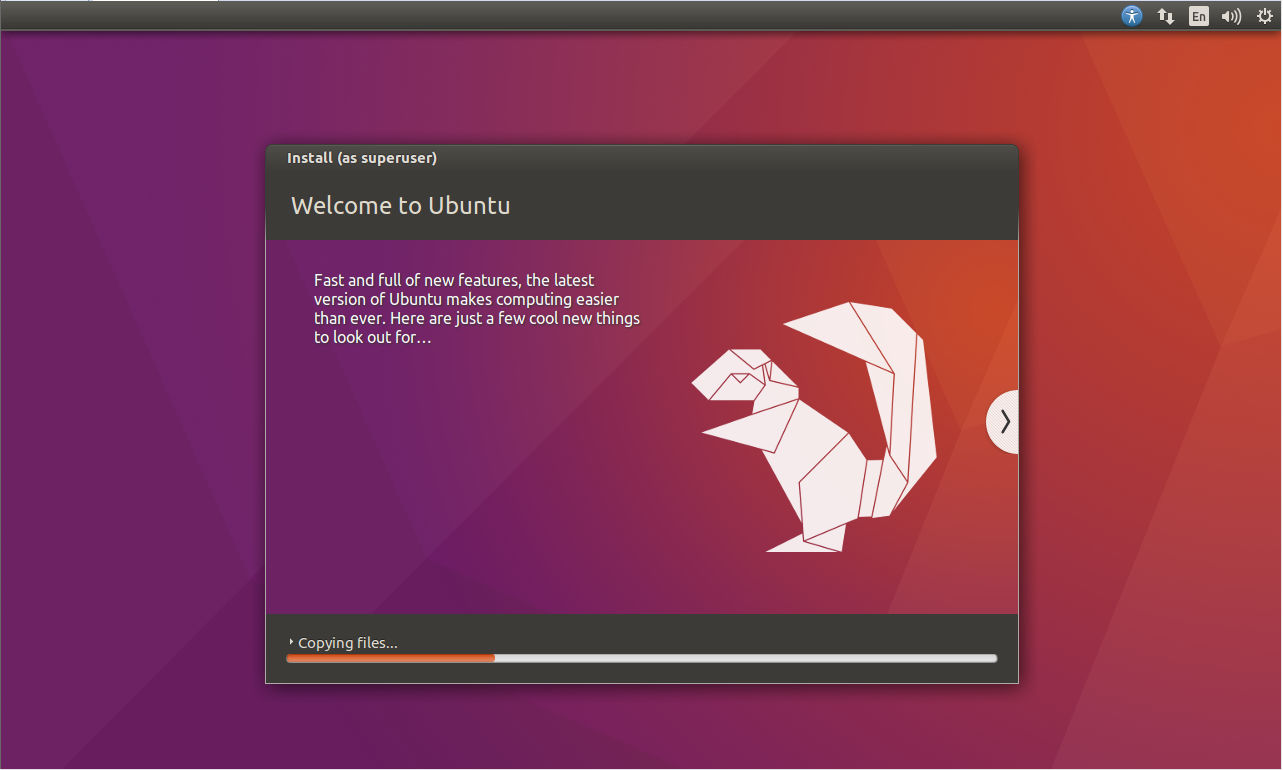 En
Install (as superuser)
Welcome to Ubuntu
Fast and full of new features, the latest
version of Ubuntu makes computing easier
than ever. Here are just a few cool new things
to look out for…
Copying files...